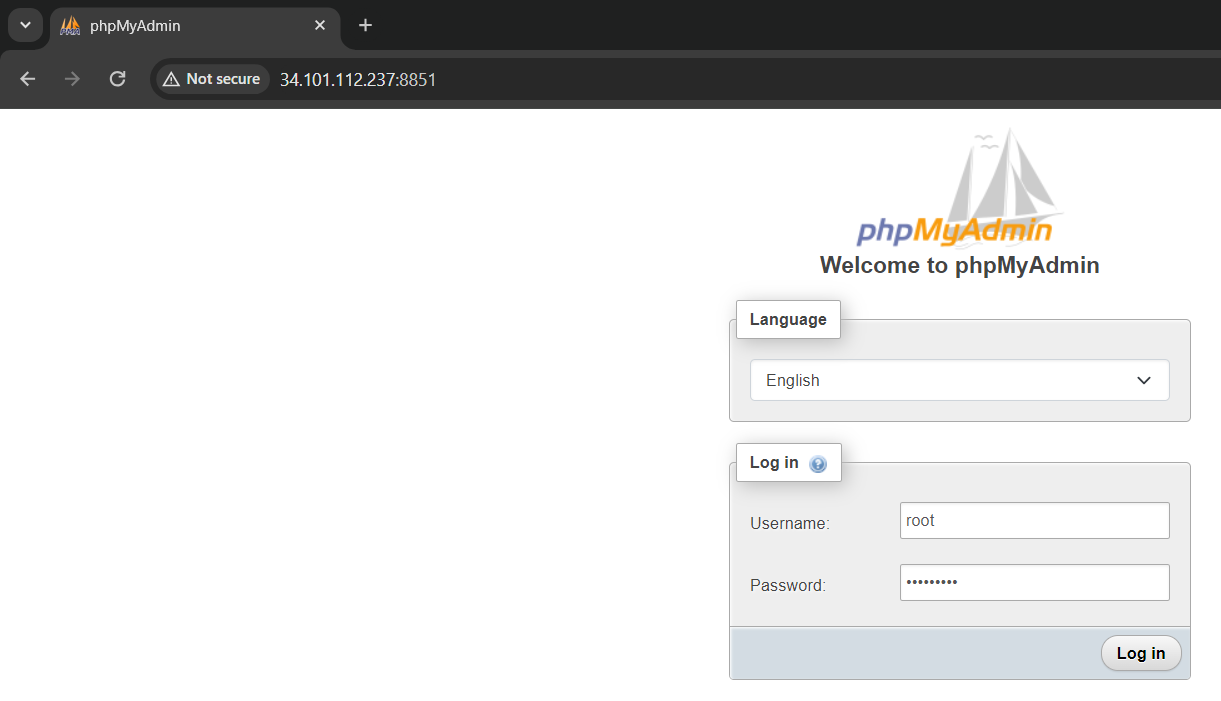 phpMyAdmin
Not secure 34.101.112.237:8851
phpMyAdmin
Welcome to phpMyAdmin
Language
English
Log in
Username: root
Password: •••••••••
Log in